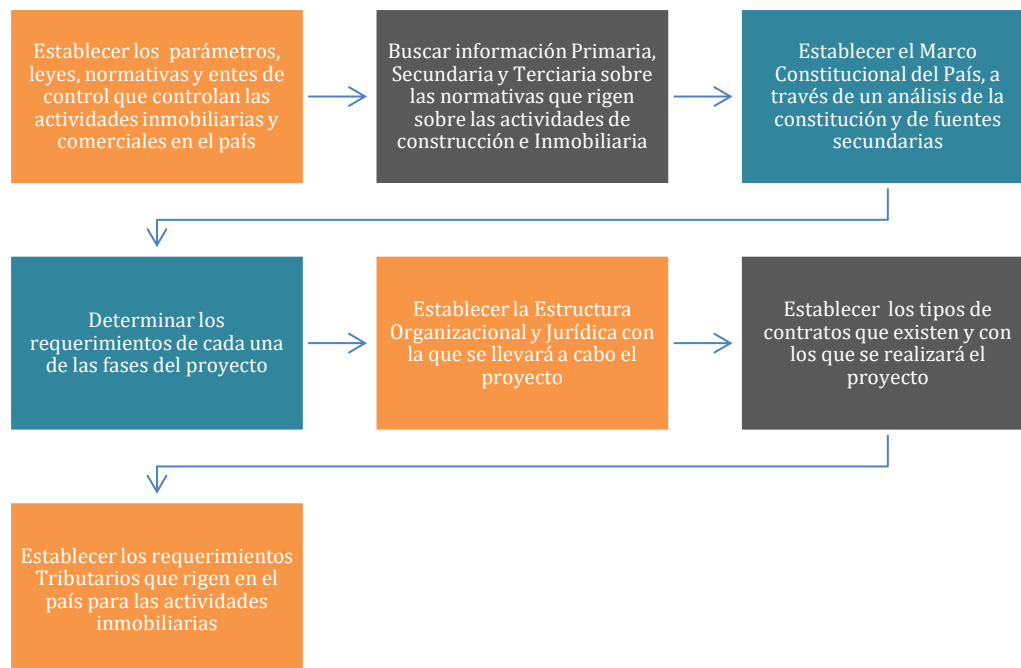 Establecer los parámetros,
leyes, normativas y entes de
control que controlan las
actividades inmobiliarias y
comerciales en el país
Buscar información Primaria,
Secundaria y Terciaria sobre
las normativas que rigen
sobre las actividades de
construcción e Inmobiliaria
Establecer el Marco
Constitucional del País, a
través de un análisis de la
constitución y de fuentes
secundarias
Determinar los
requerimientos de cada una
de las fases del proyecto
Establecer la Estructura
Organizacional y Jurídica con
la que se llevará a cabo el
proyecto
Establecer los tipos de
contratos que existen y con
los que se realizará el
proyecto
Establecer los requerimientos
Tributarios que rigen en el
país para las actividades
inmobiliarias